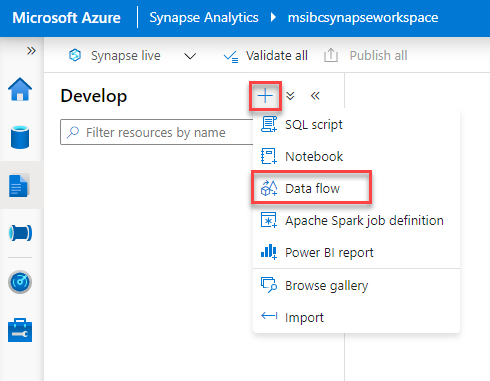 Microsoft Azure Synapse Analytics msibcsynapseworkspace
Synapse live Validate all Publish all
Develop
Filter resources by name
SQL script
Notebook
Data flow
Apache Spark job definition
Power BI report
Browse gallery
Import